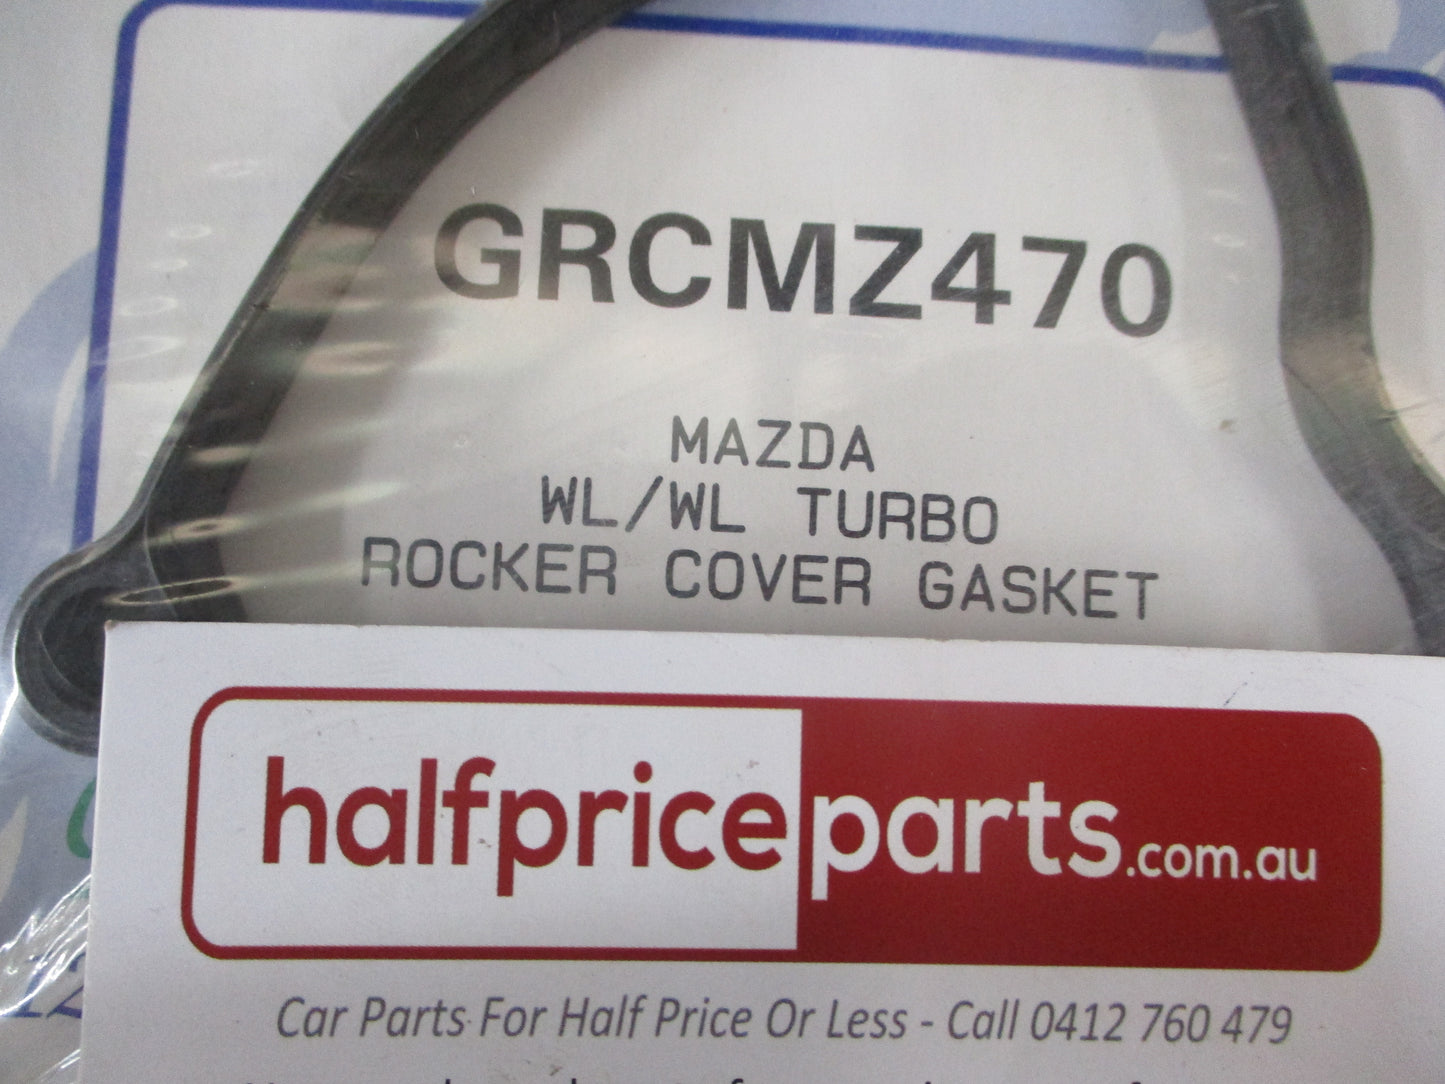 GRCMZ470
MAZDA
WL/WL TURBO
ROCKER COVER GASKET
halfpriceparts.com.au
Car Parts For Half Price Or Less - Call 0412 760 479
12